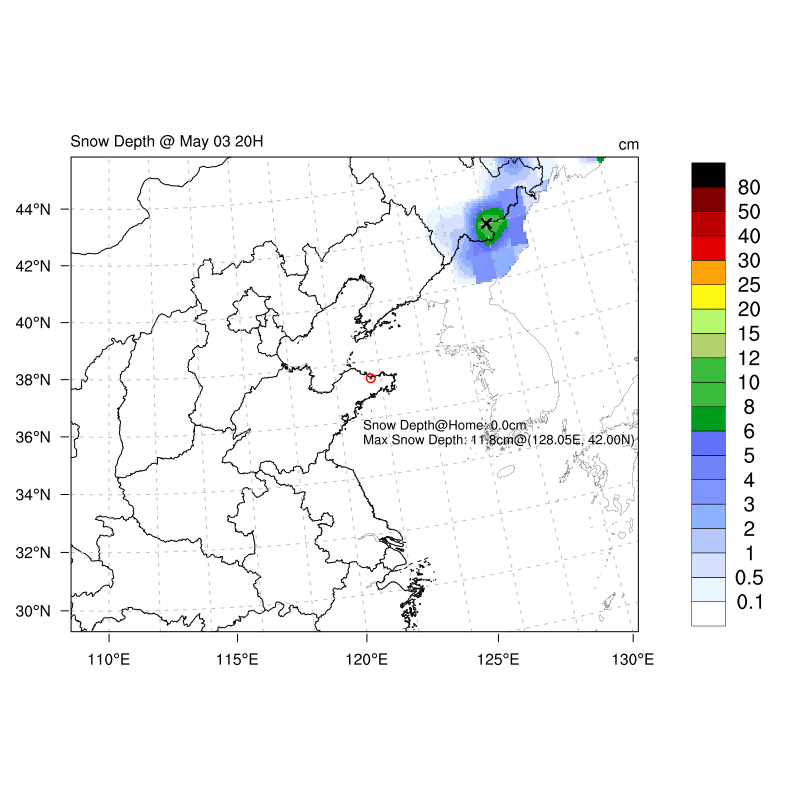 Snow Depth @ May 03 20H
cm
44°N
42°N
40°N
38°N
36°N
34°N
32°N
30°N
110°E
115°E
120°E
125°E
130°E
Snow Depth@Home: 0.0cm
Max Snow Depth: 11.8cm@(128.05E, 42.00N)
80
50
40
30
25
20
15
12
10
8
6
5
4
3
2
1
0.5
0.1